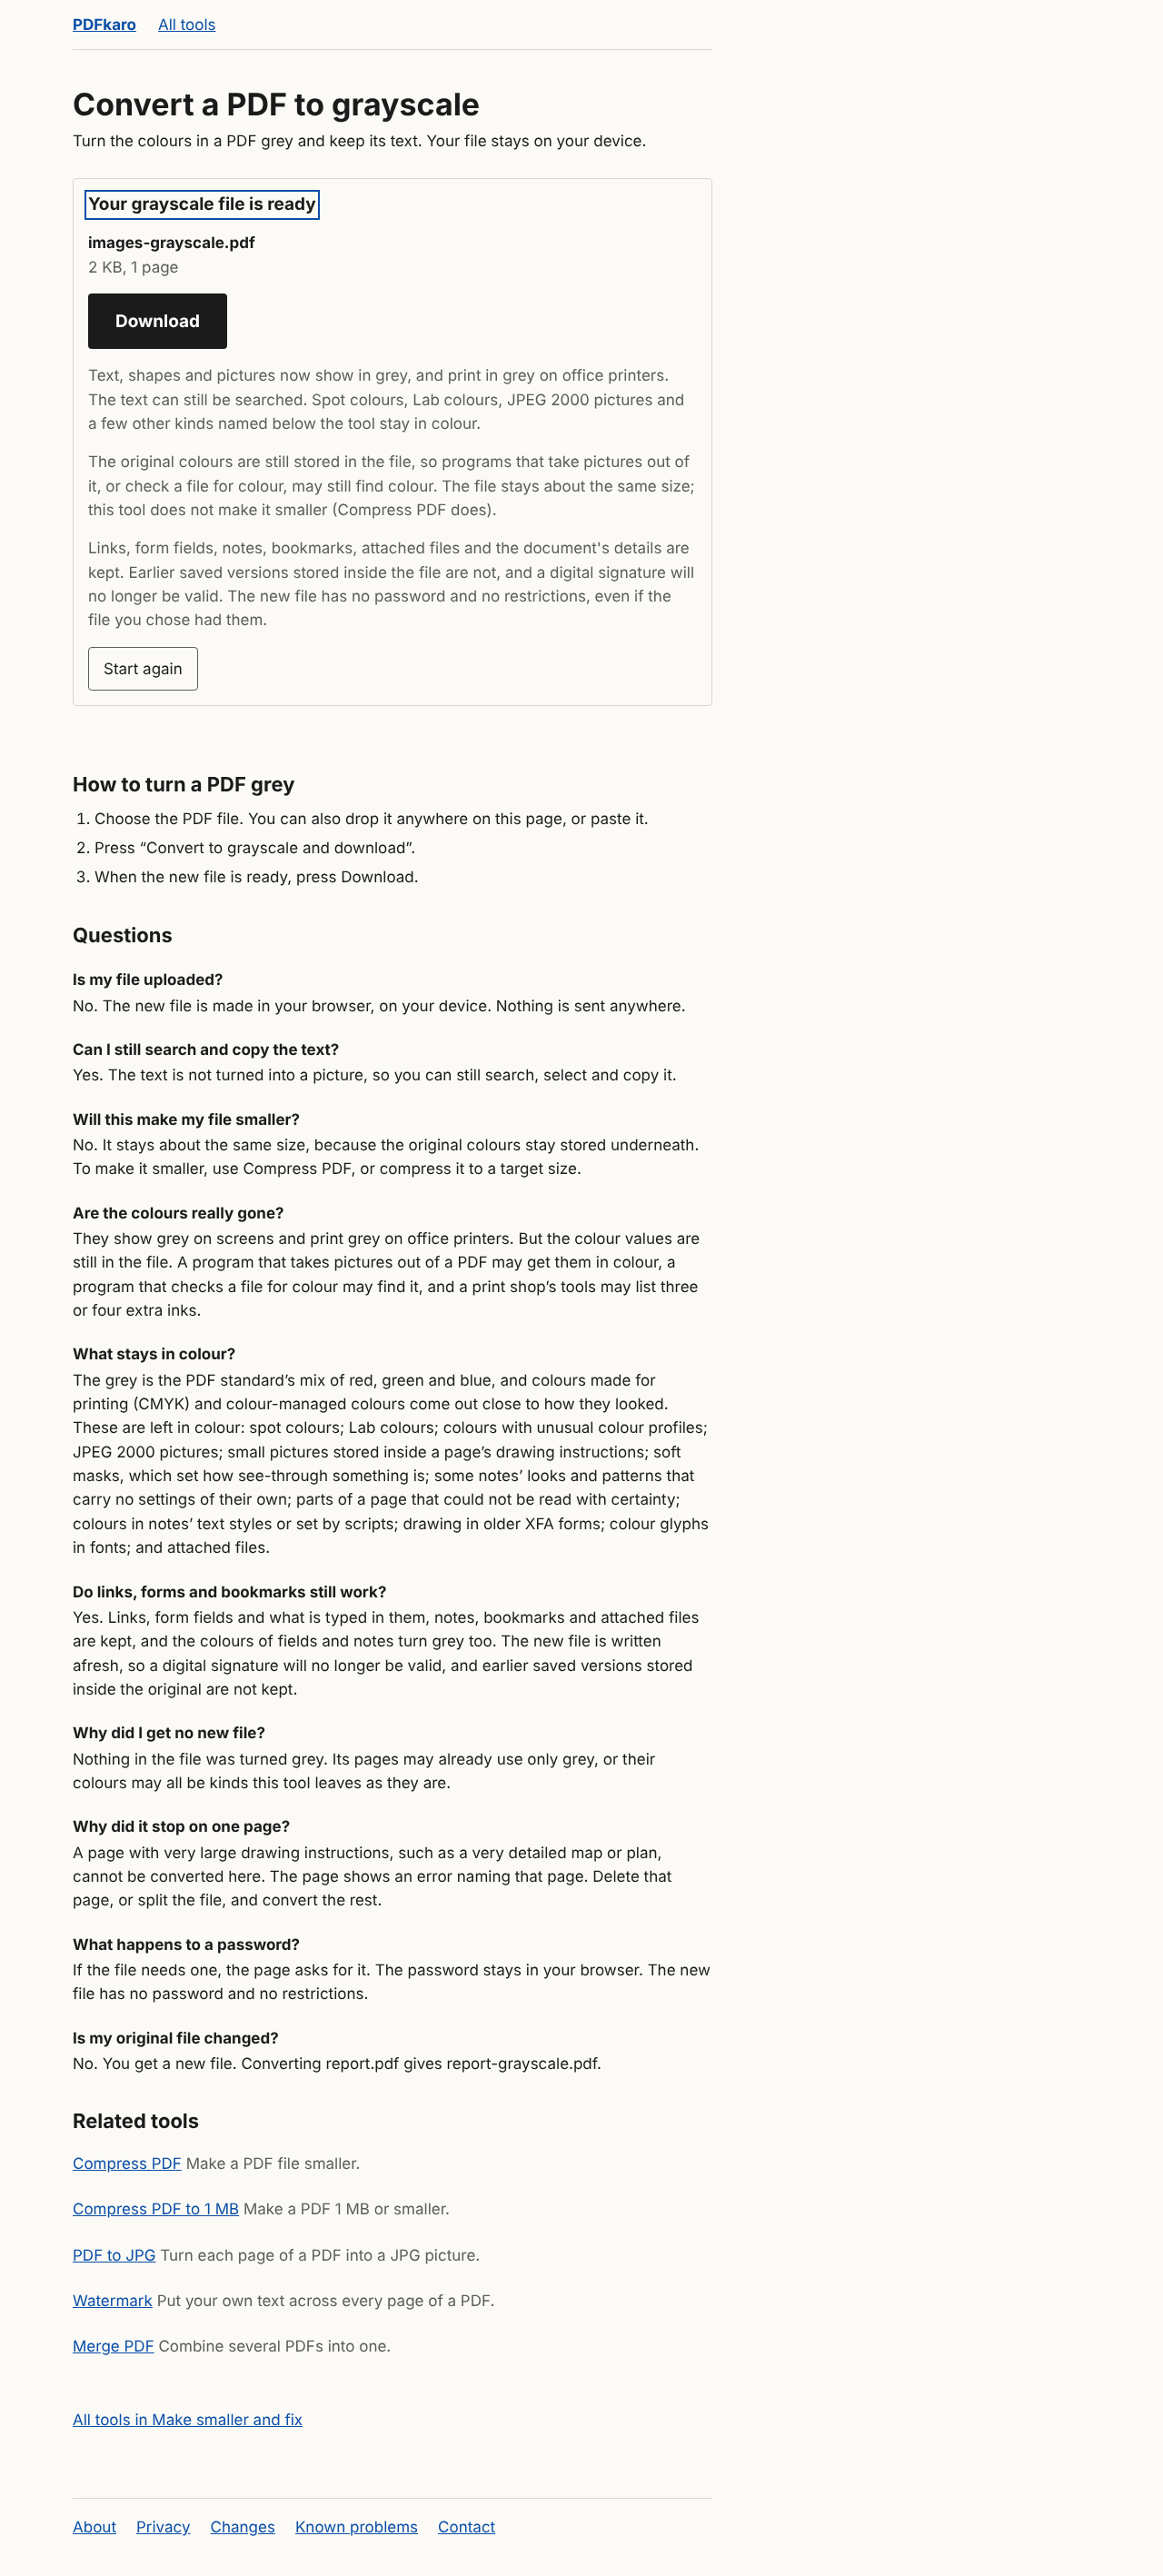 PDFkaro All tools
Convert a PDF to grayscale
Turn the colours in a PDF grey and keep its text. Your file stays on your device.
Your grayscale file is ready
images-grayscale.pdf
2 KB, 1 page
Download
Text, shapes and pictures now show in grey, and print in grey on office printers.
The text can still be searched. Spot colours, Lab colours, JPEG 2000 pictures and
a few other kinds named below the tool stay in colour.
The original colours are still stored in the file, so programs that take pictures out of
it, or check a file for colour, may still find colour. The file stays about the same size;
this tool does not make it smaller (Compress PDF does).
Links, form fields, notes, bookmarks, attached files and the document's details are
kept. Earlier saved versions stored inside the file are not, and a digital signature will
no longer be valid. The new file has no password and no restrictions, even if the
file you chose had them.
Start again
How to turn a PDF grey
1. Choose the PDF file. You can also drop it anywhere on this page, or paste it.
2. Press “Convert to grayscale and download”.
3. When the new file is ready, press Download.
Questions
Is my file uploaded?
No. The new file is made in your browser, on your device. Nothing is sent anywhere.
Can I still search and copy the text?
Yes. The text is not turned into a picture, so you can still search, select and copy it.
Will this make my file smaller?
No. It stays about the same size, because the original colours stay stored underneath.
To make it smaller, use Compress PDF, or compress it to a target size.
Are the colours really gone?
They show grey on screens and print grey on office printers. But the colour values are
still in the file. A program that takes pictures out of a PDF may get them in colour, a
program that checks a file for colour may find it, and a print shop’s tools may list three
or four extra inks.
What stays in colour?
The grey is the PDF standard’s mix of red, green and blue, and colours made for
printing (CMYK) and colour-managed colours come out close to how they looked.
These are left in colour: spot colours; Lab colours; colours with unusual colour profiles;
JPEG 2000 pictures; small pictures stored inside a page’s drawing instructions; soft
masks, which set how see-through something is; some notes’ looks and patterns that
carry no settings of their own; parts of a page that could not be read with certainty;
colours in notes’ text styles or set by scripts; drawing in older XFA forms; colour glyphs
in fonts; and attached files.
Do links, forms and bookmarks still work?
Yes. Links, form fields and what is typed in them, notes, bookmarks and attached files
are kept, and the colours of fields and notes turn grey too. The new file is written
afresh, so a digital signature will no longer be valid, and earlier saved versions stored
inside the original are not kept.
Why did I get no new file?
Nothing in the file was turned grey. Its pages may already use only grey, or their
colours may all be kinds this tool leaves as they are.
Why did it stop on one page?
A page with very large drawing instructions, such as a very detailed map or plan,
cannot be converted here. The page shows an error naming that page. Delete that
page, or split the file, and convert the rest.
What happens to a password?
If the file needs one, the page asks for it. The password stays in your browser. The new
file has no password and no restrictions.
Is my original file changed?
No. You get a new file. Converting report.pdf gives report-grayscale.pdf.
Related tools
Compress PDF Make a PDF file smaller.
Compress PDF to 1 MB Make a PDF 1 MB or smaller.
PDF to JPG Turn each page of a PDF into a JPG picture.
Watermark Put your own text across every page of a PDF.
Merge PDF Combine several PDFs into one.
All tools in Make smaller and fix
About Privacy Changes Known problems Contact